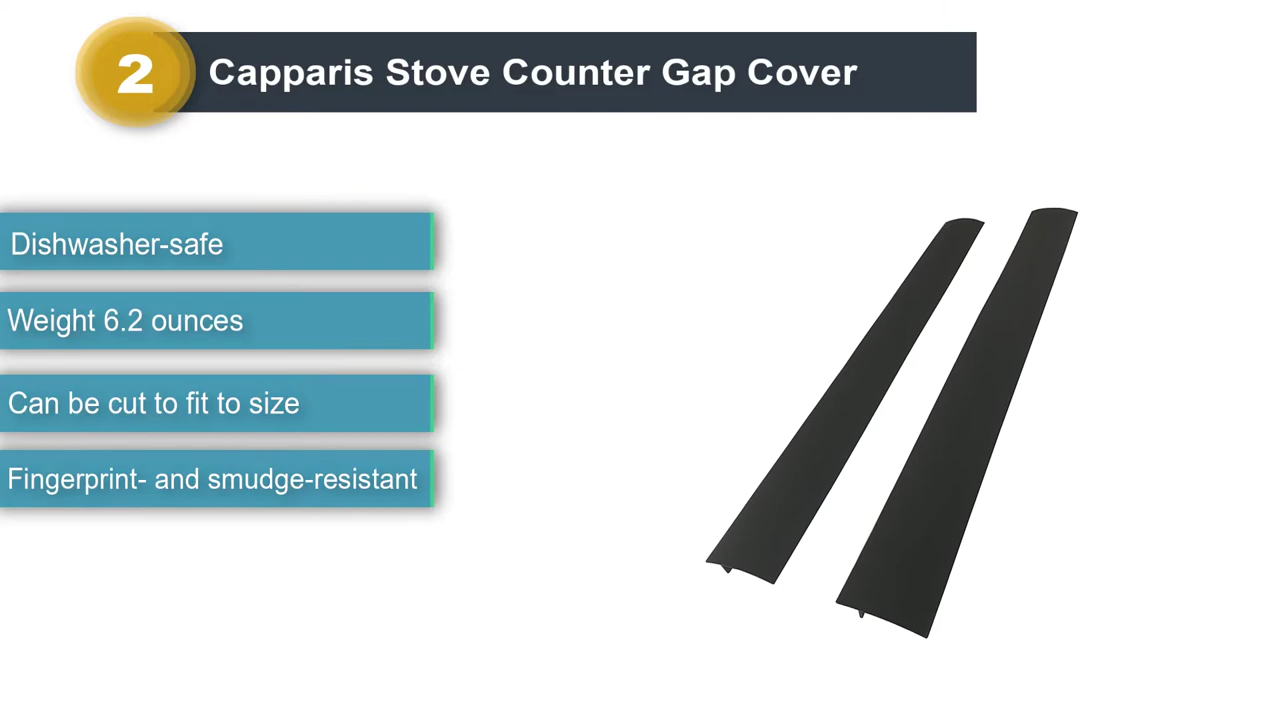 2
Capparis Stove Counter Gap Cover
Dishwasher-safe
Weight 6.2 ounces
Can be cut to fit to size
Fingerprint- and smudge-resistant